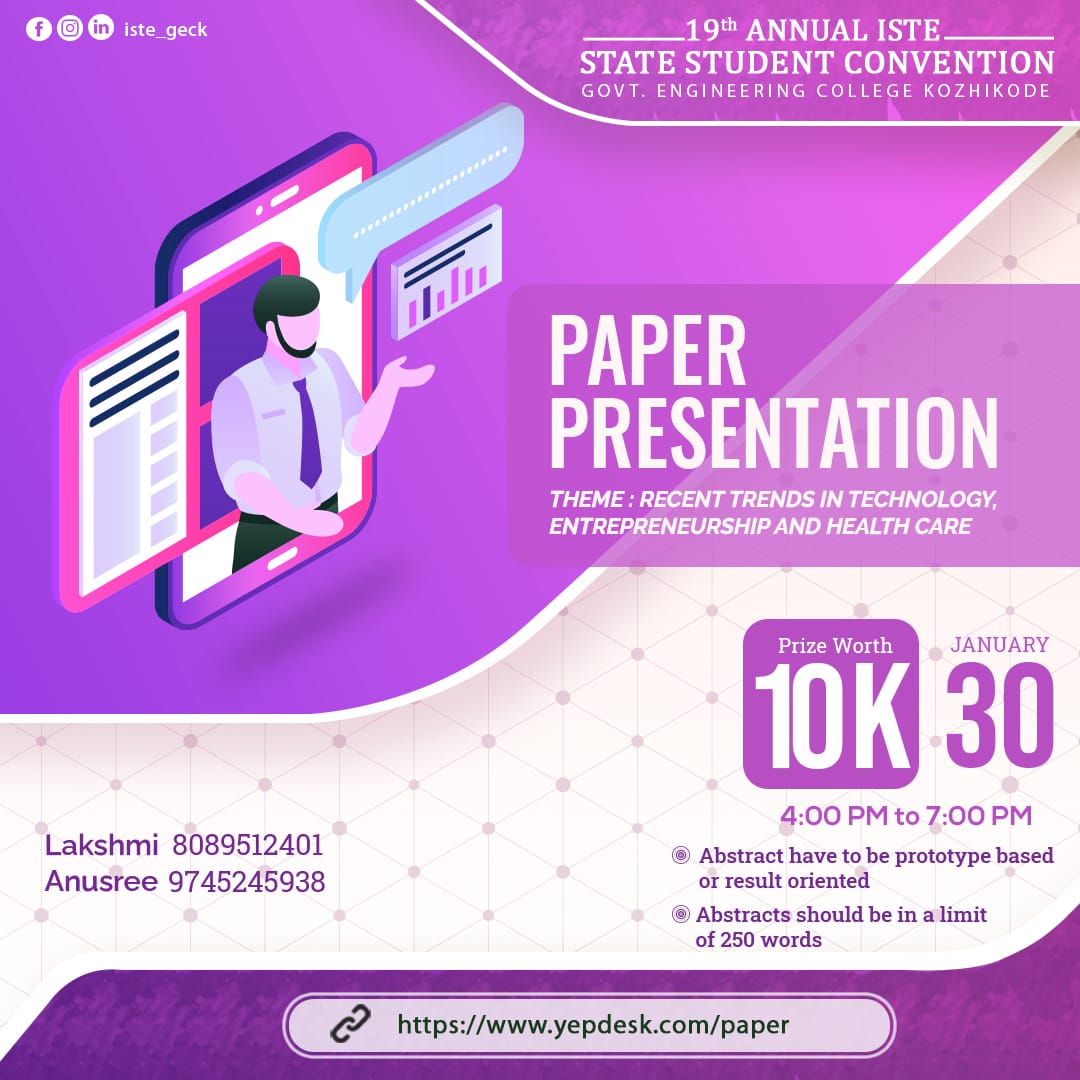 iste_geck
19th ANNUAL ISTE
STATE STUDENT CONVENTION
GOVT. ENGINEERING COLLEGE KOZHIKODE
PAPER
PRESENTATION
THEME : RECENT TRENDS IN TECHNOLOGY,
ENTREPRENEURSHIP AND HEALTH CARE
Prize Worth
10K
JANUARY
30
4:00 PM to 7:00 PM
Abstract have to be prototype based
or result oriented
Abstracts should be in a limit
of 250 words
Lakshmi 8089512401
Anusree 9745245938
https://www.yepdesk.com/paper